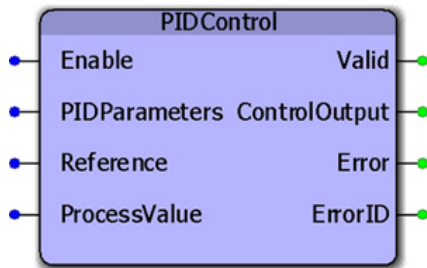 PIDControl
Enable Valid
PIDParameters ControlOutput
Reference Error
ProcessValue ErrorID